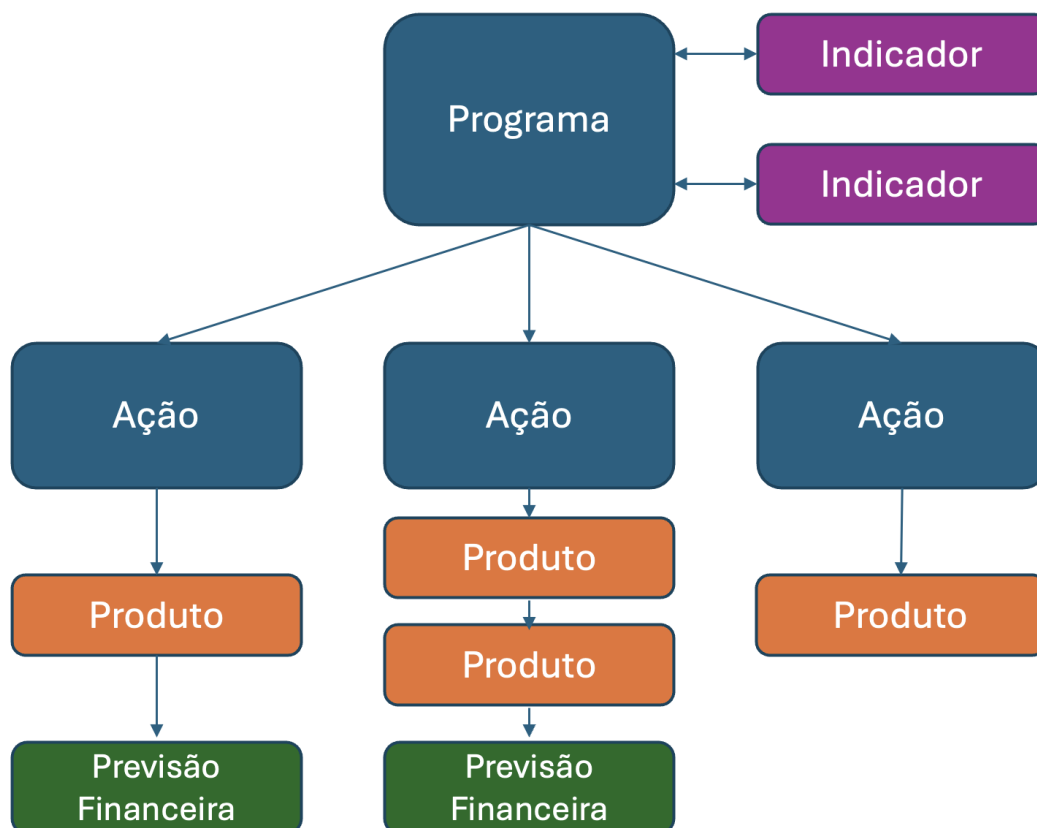 Indicador
Programa
Indicador
Ação
Ação
Ação
Produto
Produto
Produto
Produto
Previsão
Financeira
Previsão
Financeira